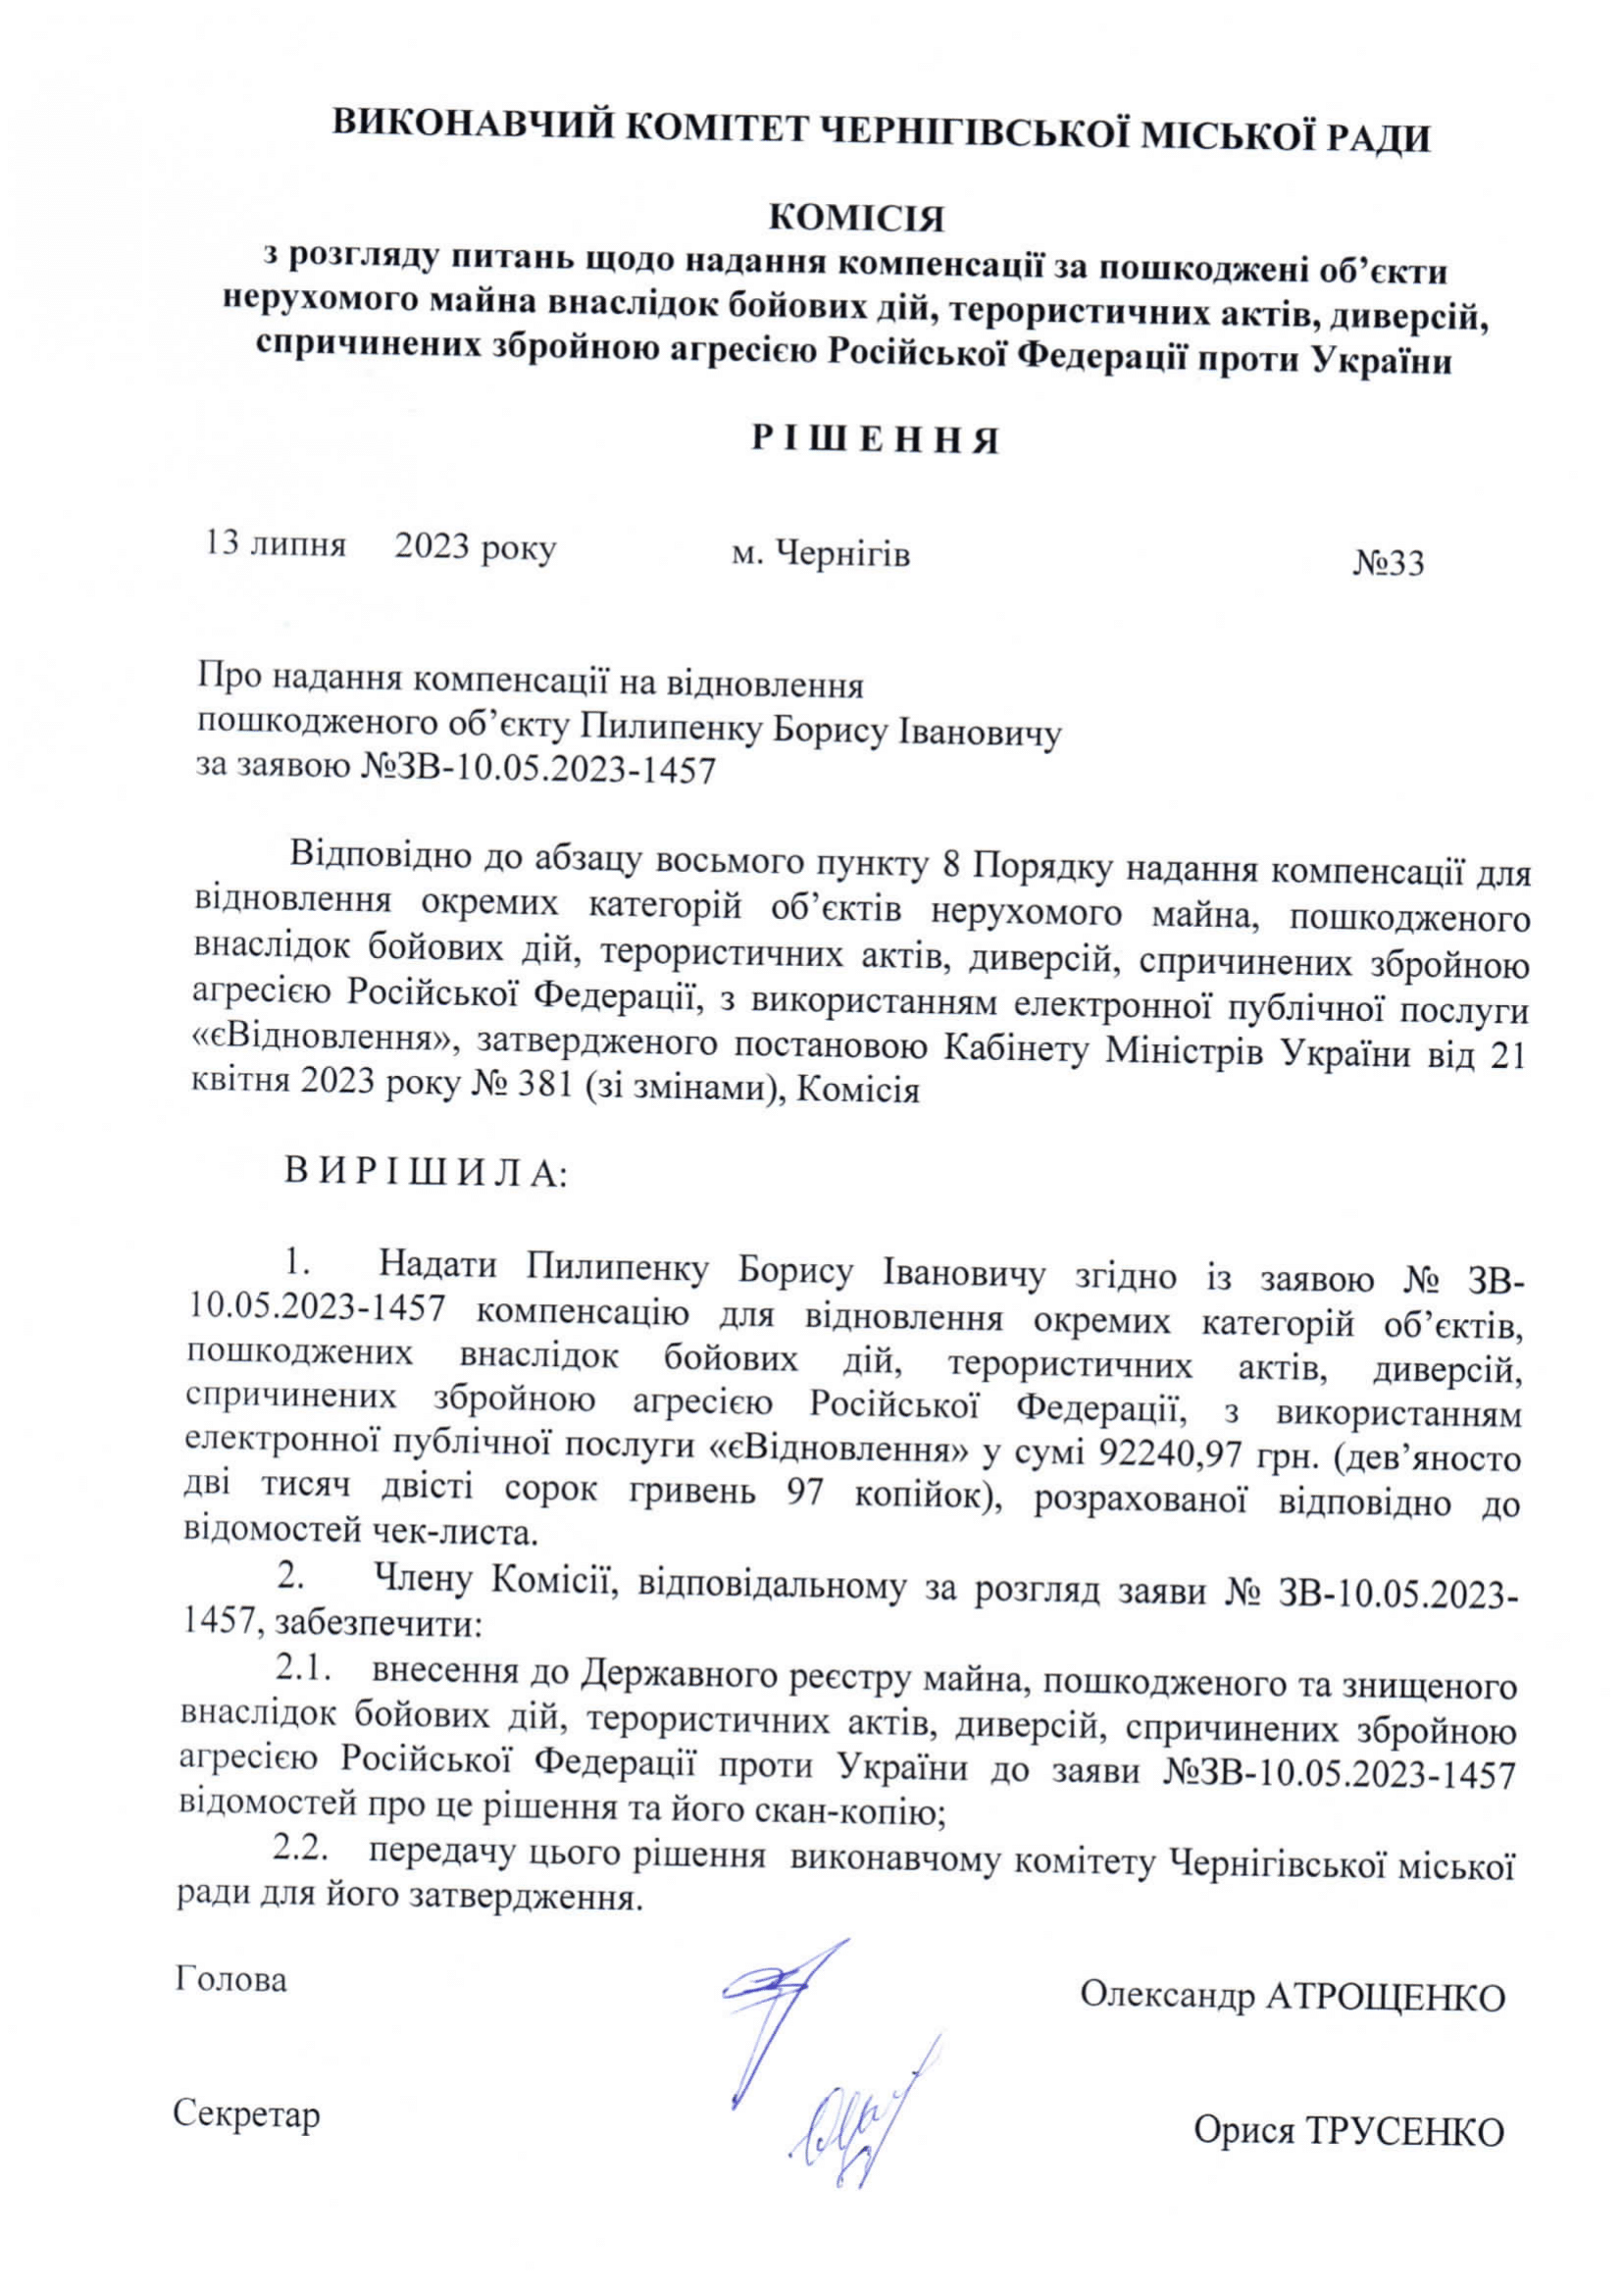 ВИКОНАВЧИЙ КОМІТЕТ ЧЕРНІГІВСЬКОЇ МІСЬКОЇ РАДИ
КОМІСІЯ
з розгляду питань щодо надання компенсації за пошкоджені об’єкти
нерухомого майна внаслідок бойових дій, терористичних актів, диверсій,
спричинених збройною агресією Російської Федерації проти України
Р І Ш Е Н Н Я
13 липня 2023 року м. Чернігів №33
Про надання компенсації на відновлення
пошкодженого об’єкту Пилипенку Борису Івановичу
за заявою №ЗВ-10.05.2023-1457
Відповідно до абзацу восьмого пункту 8 Порядку надання компенсації для
відновлення окремих категорій об’єктів нерухомого майна, пошкодженого
внаслідок бойових дій, терористичних актів, диверсій, спричинених збройною
агресією Російської Федерації, з використанням електронної публічної послуги
«єВідновлення», затвердженого постановою Кабінету Міністрів України від 21
квітня 2023 року № 381 (зі змінами), Комісія
В И Р І Ш И Л А:
1. Надати Пилипенку Борису Івановичу згідно із заявою № ЗВ-
10.05.2023-1457 компенсацію для відновлення окремих категорій об’єктів,
пошкоджених внаслідок бойових дій, терористичних актів, диверсій,
спричинених збройною агресією Російської Федерації, з використанням
електронної публічної послуги «єВідновлення» у сумі 92240,97 грн. (дев’яносто
дві тисяч двісті сорок гривень 97 копійок), розрахованої відповідно до
відомостей чек-листа.
2. Члену Комісії, відповідальному за розгляд заяви № ЗВ-10.05.2023-
1457, забезпечити:
2.1. внесення до Державного реєстру майна, пошкодженого та знищеного
внаслідок бойових дій, терористичних актів, диверсій, спричинених збройною
агресією Російської Федерації проти України до заяви №ЗВ-10.05.2023-1457
відомостей про це рішення та його скан-копію;
2.2. передачу цього рішення виконавчому комітету Чернігівської міської
ради для його затвердження.
Голова Олександр АТРОЩЕНКО
Секретар Орися ТРУСЕНКО